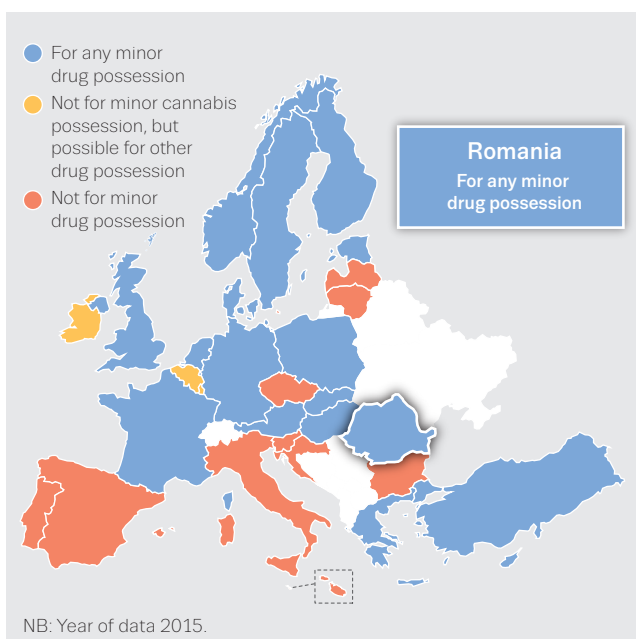 For any minor
drug possession
Not for minor cannabis
possession, but
possible for other
drug possession
Not for minor
drug possession
Romania
For any minor
drug possession
NB: Year of data 2015.